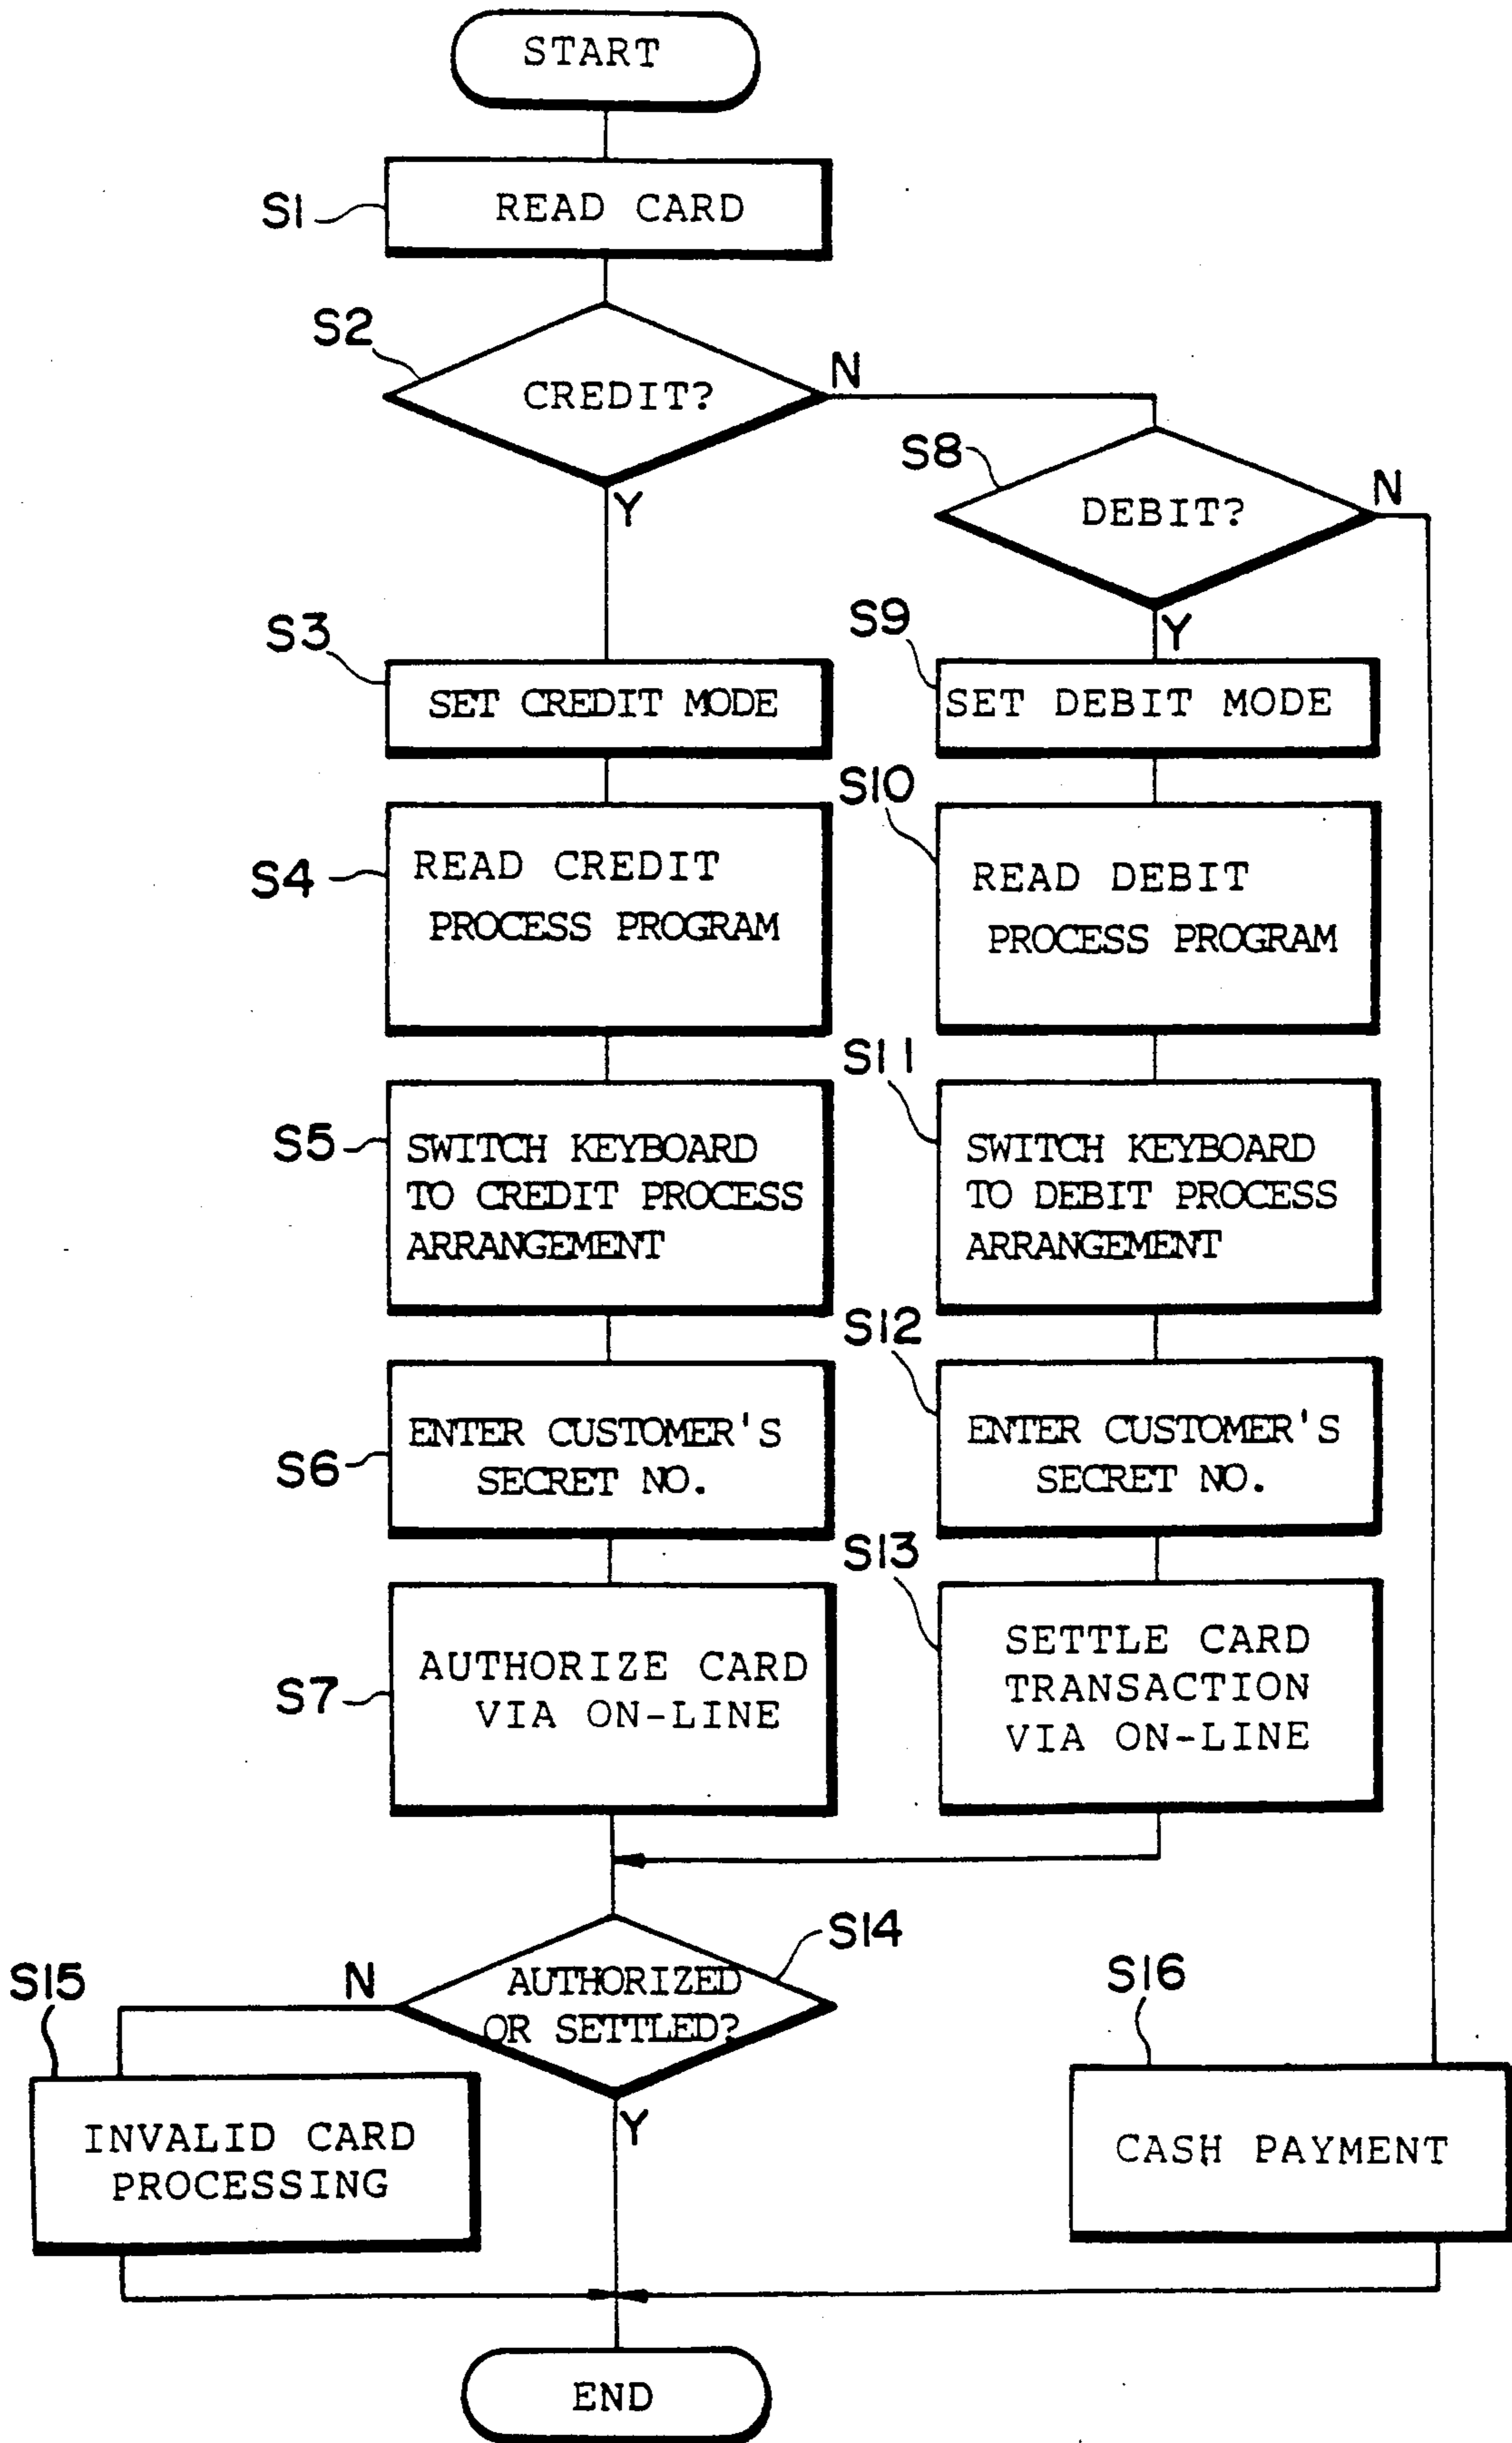 START
S1
READ CARD
S2
CREDIT?
N
Y
S8
DEBIT?
N
Y
S3
SET CREDIT MODE
S9
SET DEBIT MODE
S4
READ CREDIT
PROCESS PROGRAM
S10
READ DEBIT
PROCESS PROGRAM
S5
SWITCH KEYBOARD
TO CREDIT PROCESS
ARRANGEMENT
S11
SWITCH KEYBOARD
TO DEBIT PROCESS
ARRANGEMENT
S6
ENTER CUSTOMER'S
SECRET NO.
S12
ENTER CUSTOMER'S
SECRET NO.
S7
AUTHORIZE CARD
VIA ON-LINE
S13
SETTLE CARD
TRANSACTION
VIA ON-LINE
S14
AUTHORIZED
OR SETTLED?
N
Y
S15
INVALID CARD
PROCESSING
S16
CASH PAYMENT
END